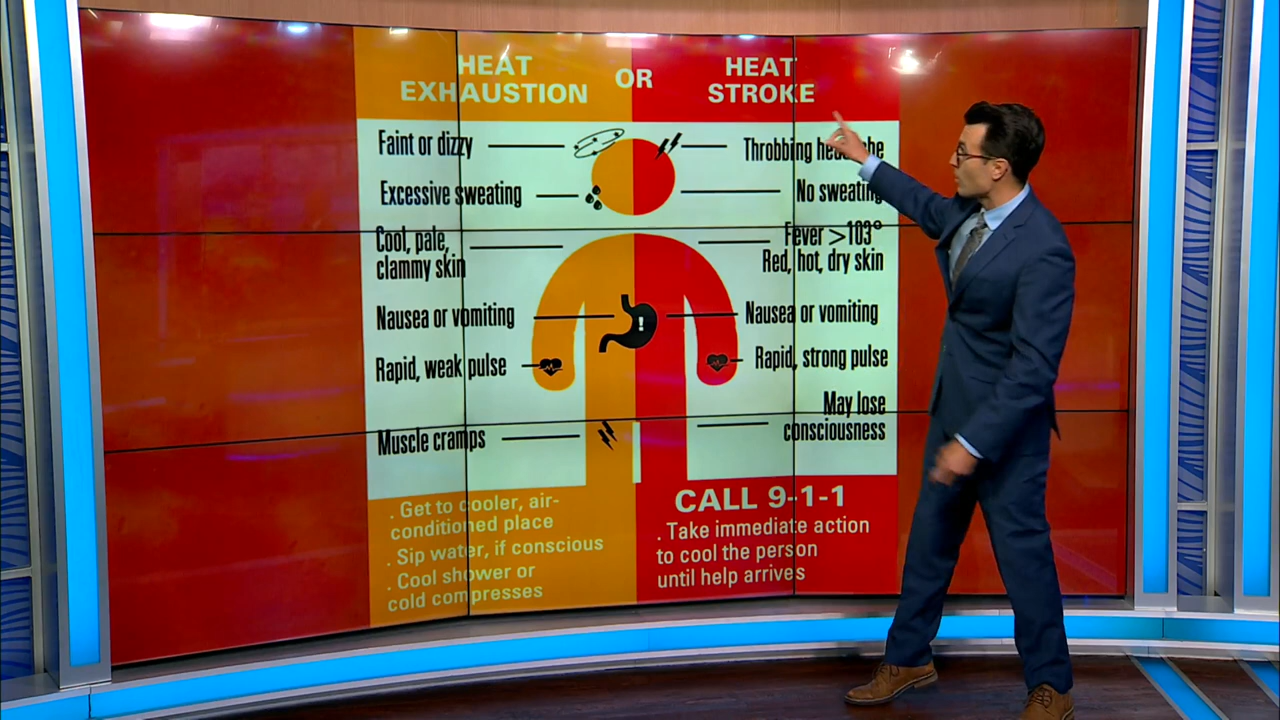 HEAT
EXHAUSTION
OR
HEAT
STROKE
Faint or dizzy
Excessive sweating
Cool, pale,
clammy skin
Nausea or vomiting
Rapid, weak pulse
Muscle cramps
Throbbing headache
No sweating
Fever >103°
Red, hot, dry skin
Nausea or vomiting
Rapid, strong pulse
May lose
consciousness
. Get to cooler, air-
conditioned place
. Sip water, if conscious
. Cool shower or
cold compresses
CALL 9-1-1
. Take immediate action
to cool the person
until help arrives